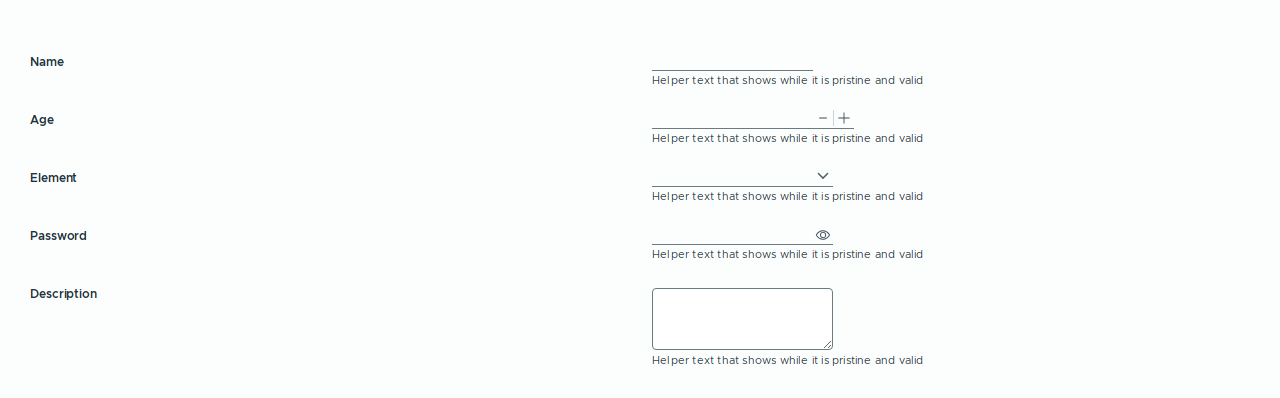 Name
Helper text that shows while it is pristine and valid
Age
Helper text that shows while it is pristine and valid
Element
Helper text that shows while it is pristine and valid
Password
Helper text that shows while it is pristine and valid
Description
Helper text that shows while it is pristine and valid